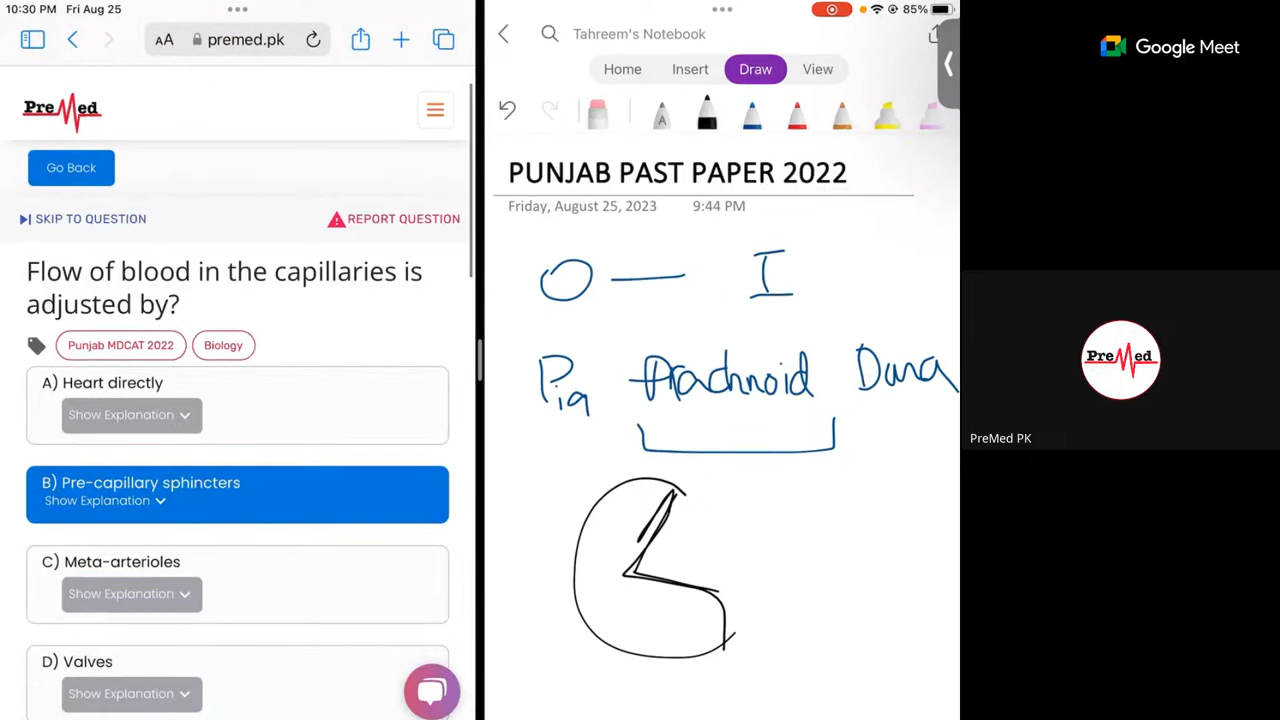 10:30 PM Fri Aug 25
AA premed.pk
PreMed
Go Back
SKIP TO QUESTION
REPORT QUESTION
Flow of blood in the capillaries is
adjusted by?
Punjab MDCAT 2022
Biology
A) Heart directly
Show Explanation
B) Pre-capillary sphincters
Show Explanation
C) Meta-arterioles
Show Explanation
D) Valves
Show Explanation
85%
Tahreem's Notebook
Home Insert Draw View
A
PUNJAB PAST PAPER 2022
Friday, August 25, 2023 9:44 PM
O — I
Pia Arachnoid Dura
Google Meet
PreMed
PreMed PK